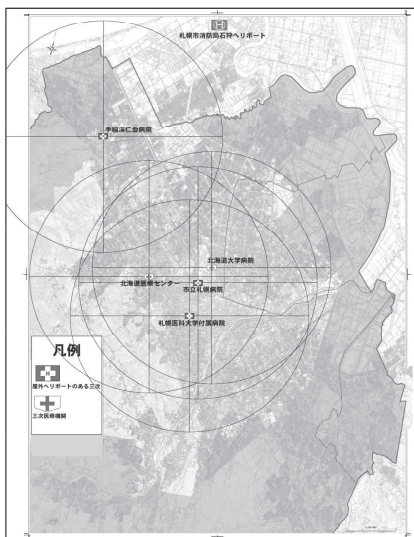 札幌市消防局石狩ヘリポート
手稲渓仁会病院
北海道大学病院
北海道医療センター
市立札幌病院
札幌医科大学付属病院
凡例
屋外ヘリポートのある三次
三次医療機関